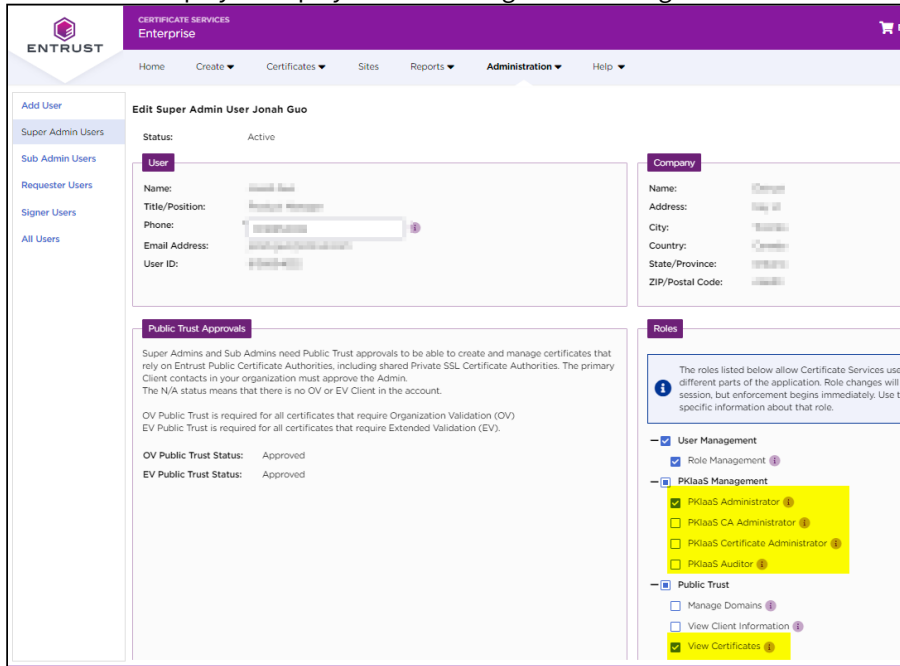 ENTRUST
CERTIFICATE SERVICES
Enterprise
Home Create Certificates Sites Reports Administration Help
Add User
Super Admin Users
Sub Admin Users
Requester Users
Signer Users
All Users
Edit Super Admin User Jonah Guo
Status: Active
User
Name:
Title/Position:
Phone:
Email Address:
User ID:
Company
Name:
Address:
City:
Country:
State/Province:
ZIP/Postal Code:
Public Trust Approvals
Super Admins and Sub Admins need Public Trust approvals to be able to create and manage certificates that
rely on Entrust Public Certificate Authorities, including shared Private SSL Certificate Authorities. The primary
Client contacts in your organization must approve the Admin.
The N/A status means that there is no OV or EV Client in the account.
OV Public Trust is required for all certificates that require Organization Validation (OV)
EV Public Trust is required for all certificates that require Extended Validation (EV).
OV Public Trust Status: Approved
EV Public Trust Status: Approved
Roles
The roles listed below allow Certificate Services use
different parts of the application. Role changes will
session, but enforcement begins immediately. Use t
specific information about that role.
User Management
Role Management
PKIaaS Management
PKIaaS Administrator
PKIaaS CA Administrator
PKIaaS Certificate Administrator
PKIaaS Auditor
Public Trust
Manage Domains
View Client Information
View Certificates